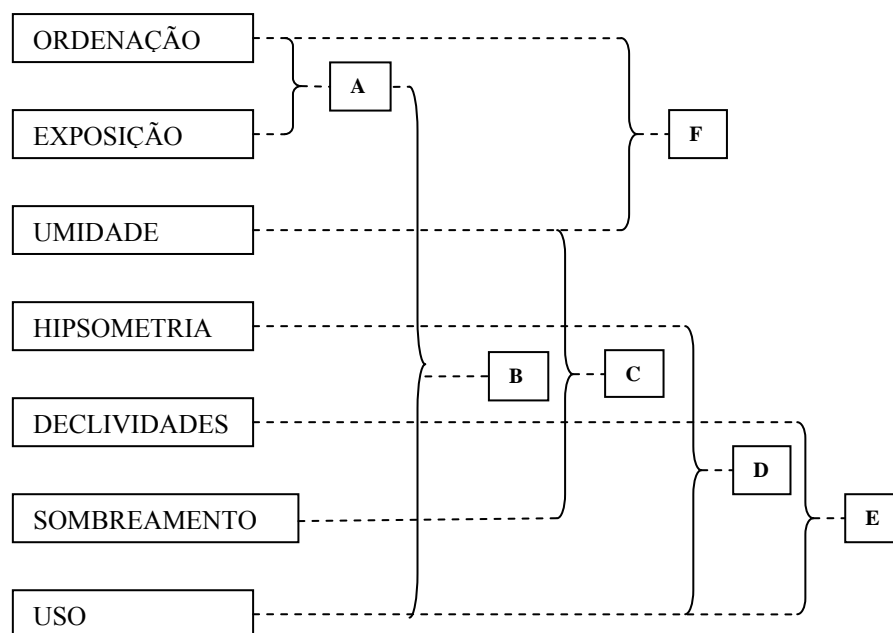 ORDENAÇÃO
A
EXPOSIÇÃO
F
UMIDADE
HIPSOMETRIA
B
C
DECLIVIDADES
D
SOMBREAMENTO
E
USO